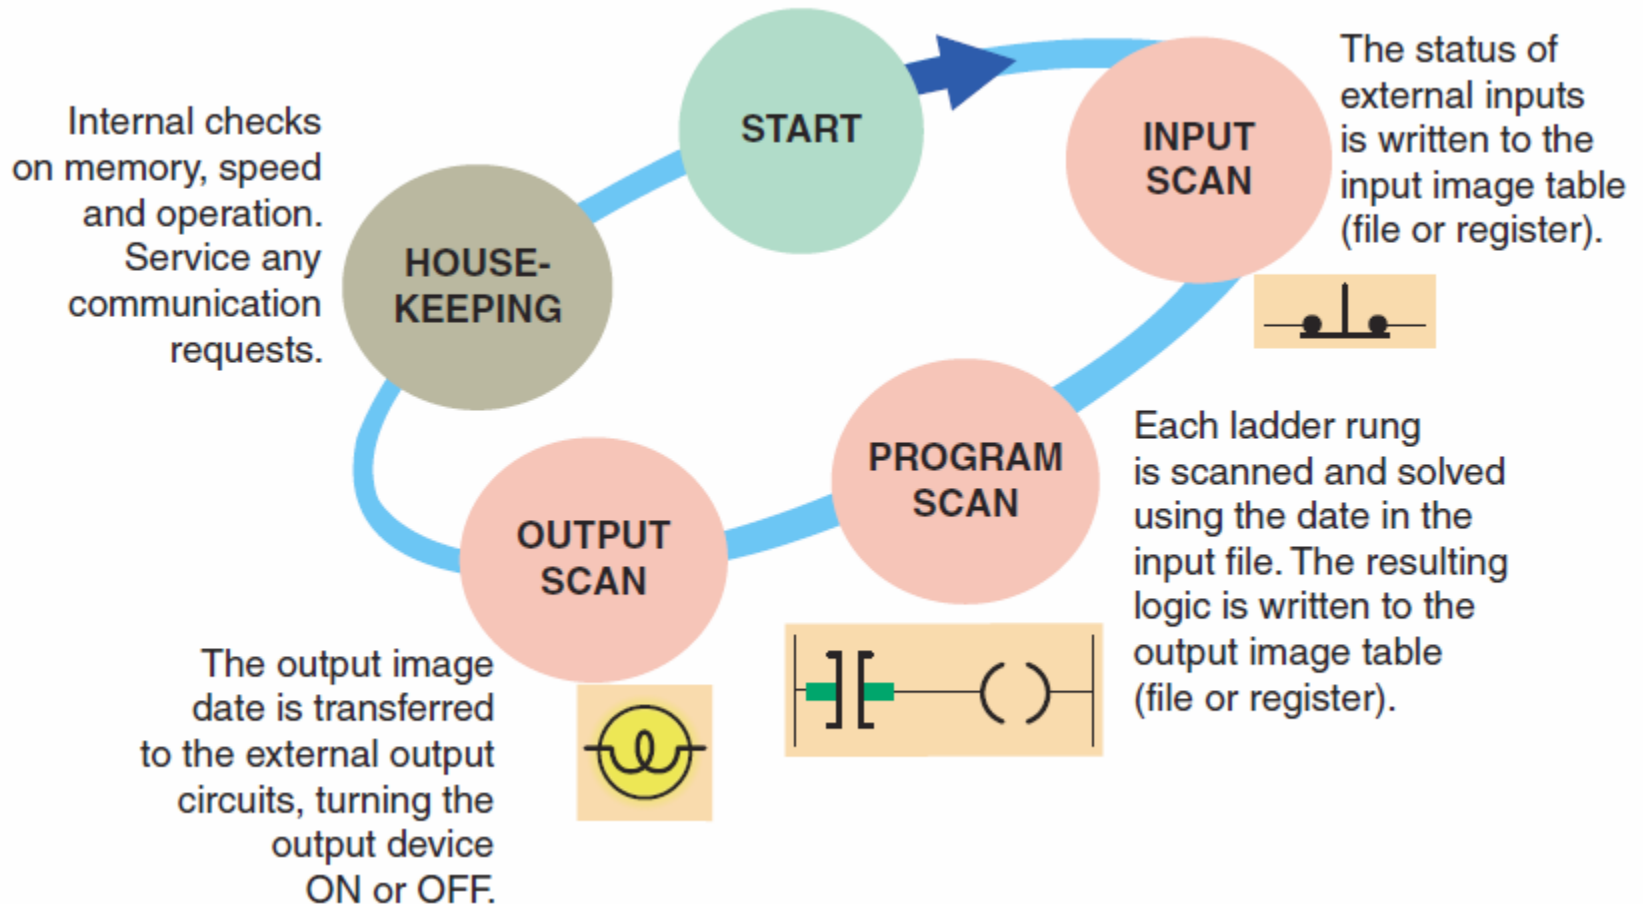 START
INPUT
SCAN
The status of
external inputs
is written to the
input image table
(file or register).
PROGRAM
SCAN
Each ladder rung
is scanned and solved
using the date in the
input file. The resulting
logic is written to the
output image table
(file or register).
OUTPUT
SCAN
The output image
date is transferred
to the external output
circuits, turning the
output device
ON or OFF.
HOUSE-
KEEPING
Internal checks
on memory, speed
and operation.
Service any
communication
requests.